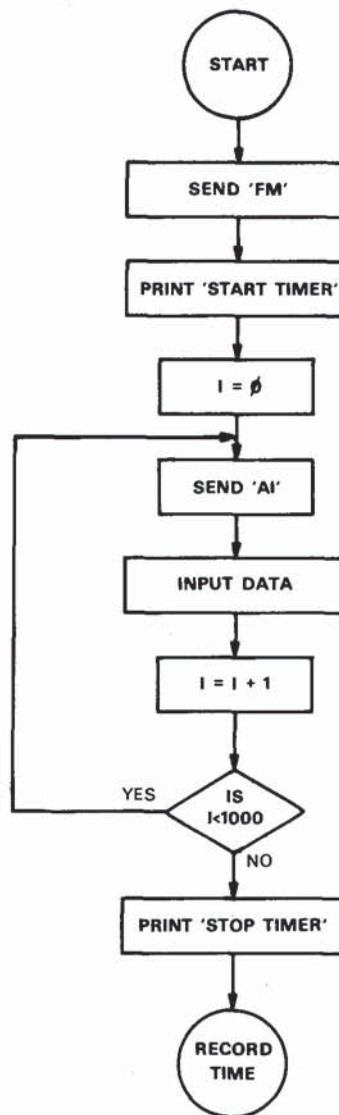 START
SEND 'FM'
PRINT 'START TIMER'
I = Ø
SEND 'AI'
INPUT DATA
I = I + 1
YES
IS
I<1000
NO
PRINT 'STOP TIMER'
RECORD
TIME